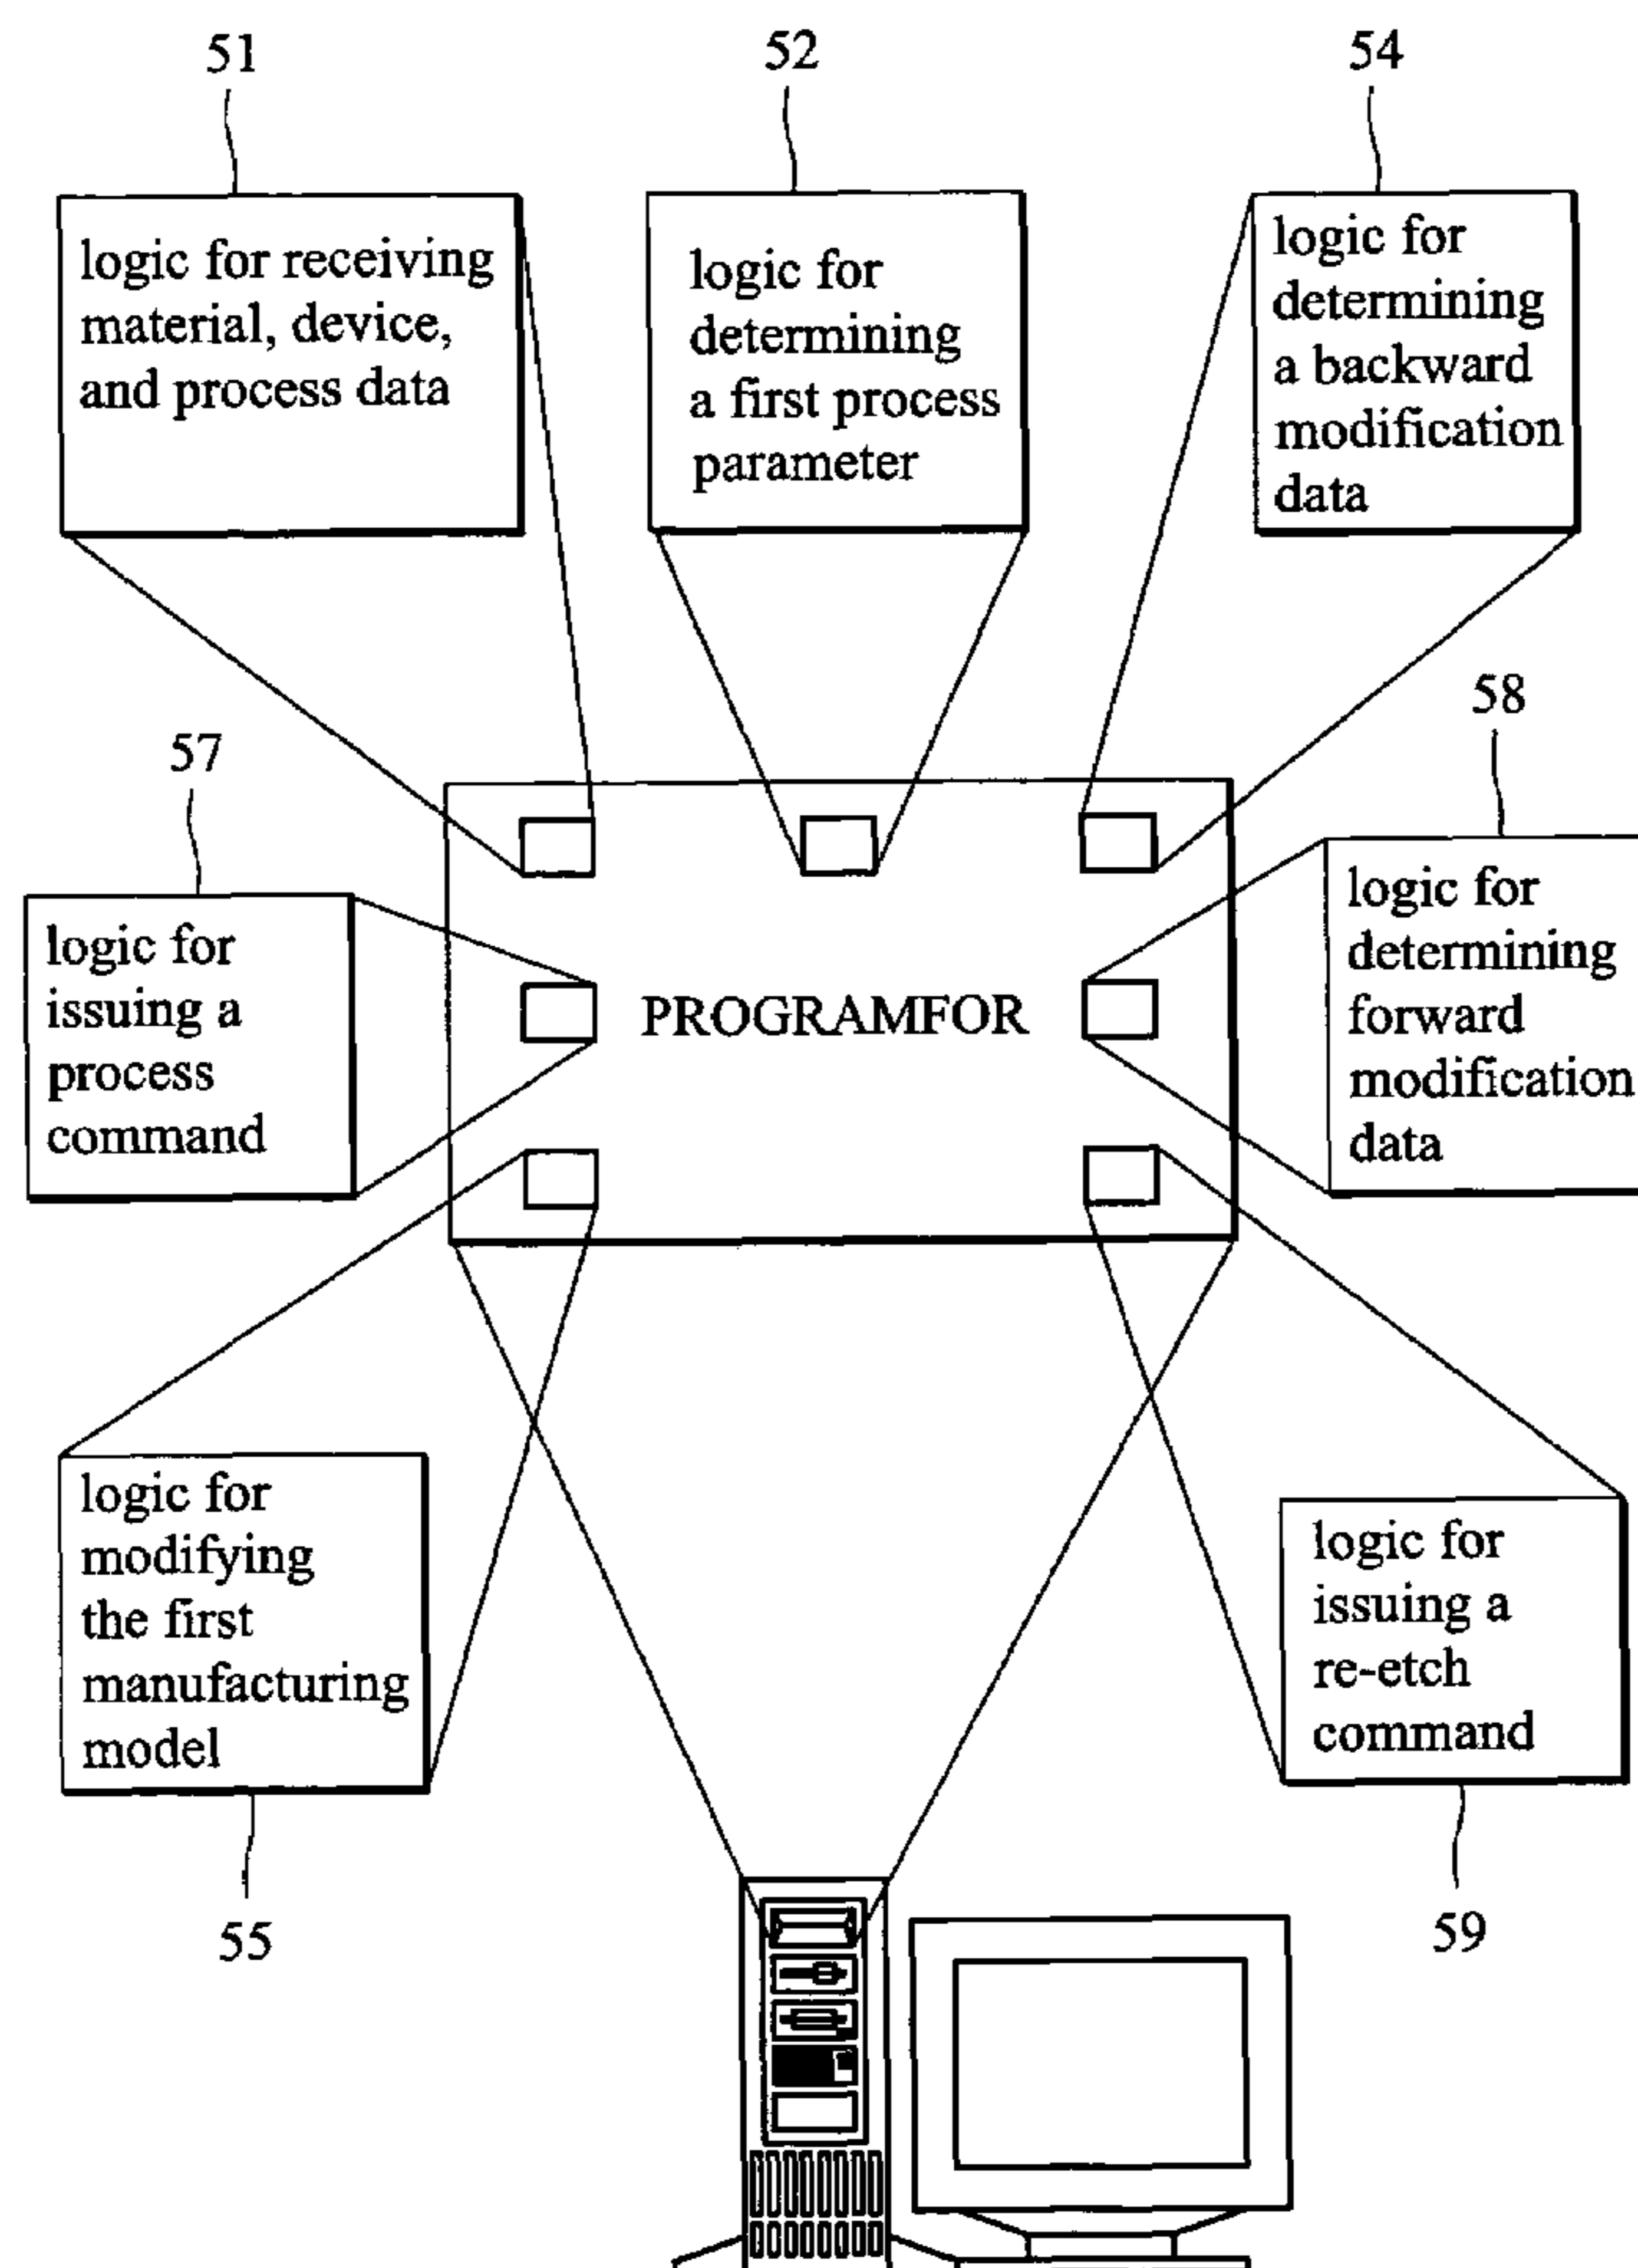 51
52
54
logic for receiving
material, device,
and process data
logic for
determining
a first process
parameter
logic for
determining
a backward
modification
data
57
58
logic for
issuing a
process
command
PROGRAMFOR
logic for
determining
forward
modification
data
logic for
modifying
the first
manufacturing
model
logic for
issuing a
re-etch
command
55
59